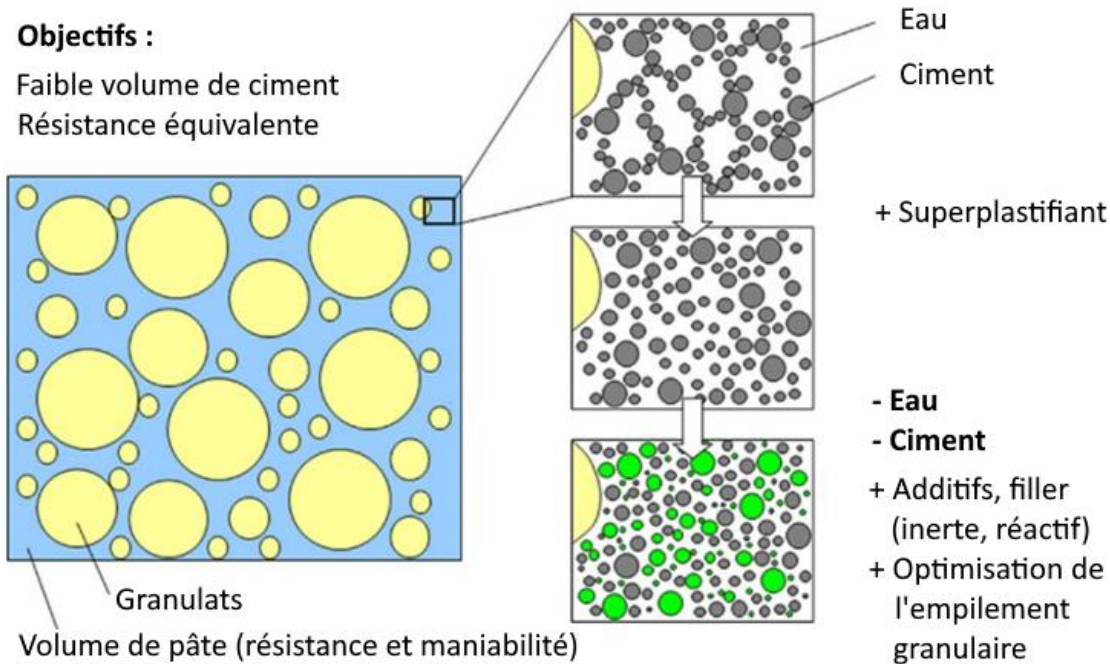 Objectifs :
Faible volume de ciment
Résistance équivalente
Granulats
Volume de pâte (résistance et maniabilité)
Eau
Ciment
+ Superplastifiant
- Eau
- Ciment
+ Additifs, filler
(inerte, réactif)
+ Optimisation de
l'empilement
granulaire